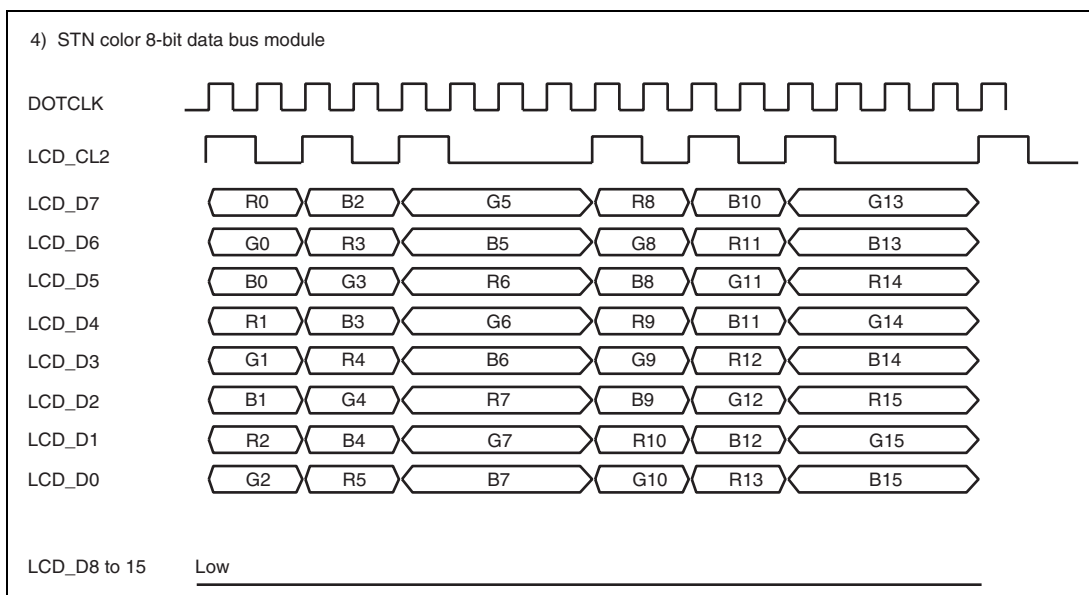 4) STN color 8-bit data bus module
DOTCLK
LCD_CL2
LCD_D7 R0 B2 G5 R8 B10 G13
LCD_D6 G0 R3 B5 G8 R11 B13
LCD_D5 B0 G3 R6 B8 G11 R14
LCD_D4 R1 B3 G6 R9 B11 G14
LCD_D3 G1 R4 B6 G9 R12 B14
LCD_D2 B1 G4 R7 B9 G12 R15
LCD_D1 R2 B4 G7 R10 B12 G15
LCD_D0 G2 R5 B7 G10 R13 B15
LCD_D8 to 15 Low